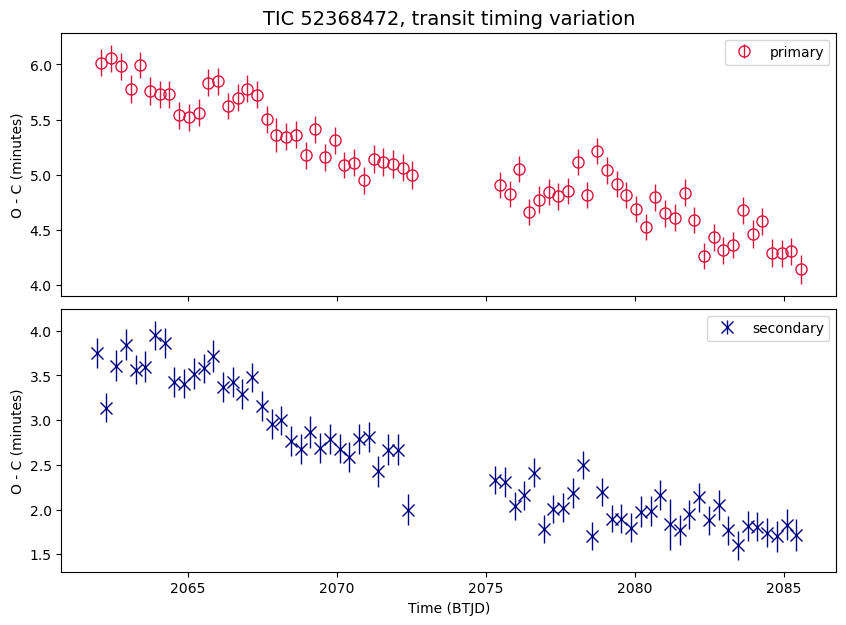 TIC 52368472, transit timing variation
primary
O - C (minutes)
6.0
5.5
5.0
4.5
4.0
secondary
O - C (minutes)
4.0
3.5
3.0
2.5
2.0
1.5
2065 2070 2075 2080 2085
Time (BTJD)